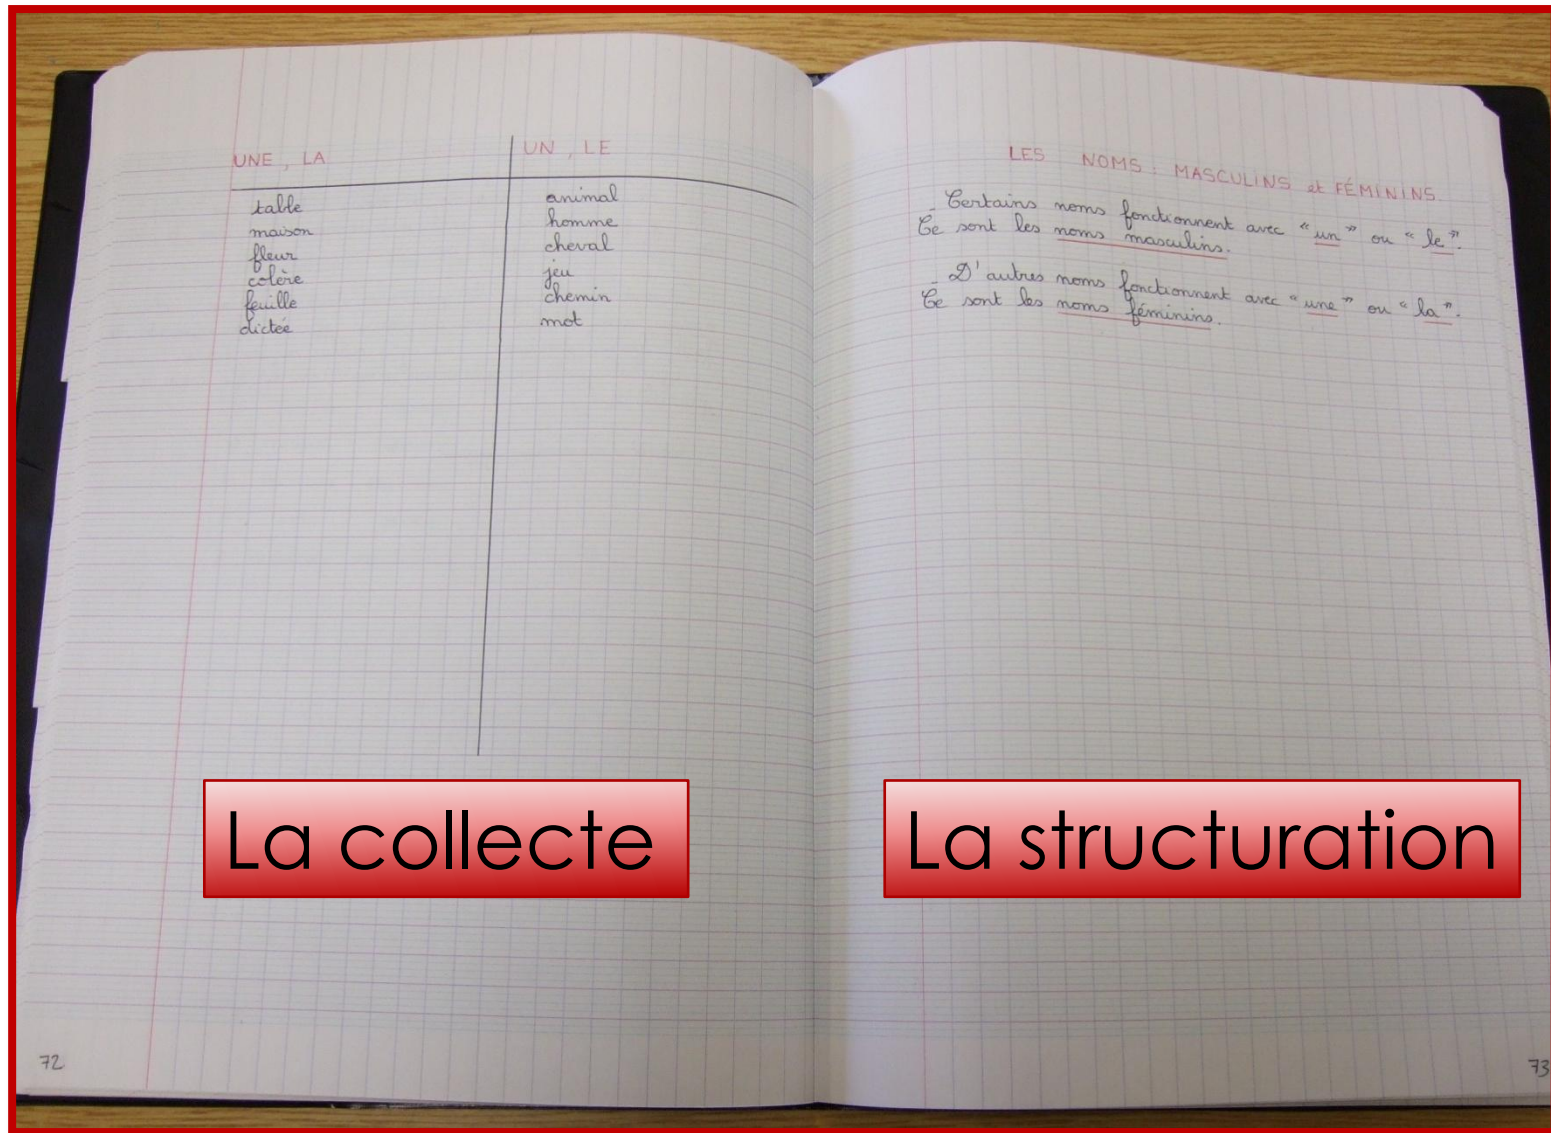 UNE, LA
table
maison
fleur
colère
feuille
dictée
UN, LE
animal
homme
cheval
jeu
chemin
mot
La collecte
72
LES NOMS : MASCULINS et FÉMININS.
- Certains noms fonctionnent avec "un" ou "le".
Ce sont les noms masculins.
- D'autres noms fonctionnent avec "une" ou "la".
Ce sont les noms féminins.
La structuration
73